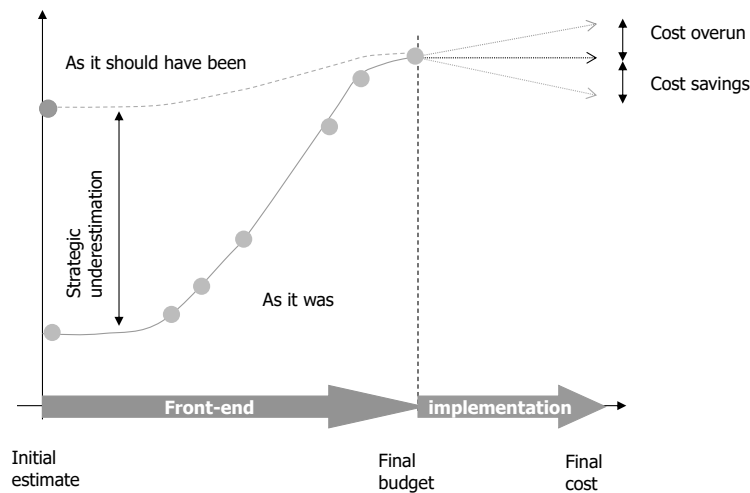 As it should have been
Cost overun
Cost savings
Strategic
underestimation
As it was
Front-end
implementation
Initial
estimate
Final
budget
Final
cost